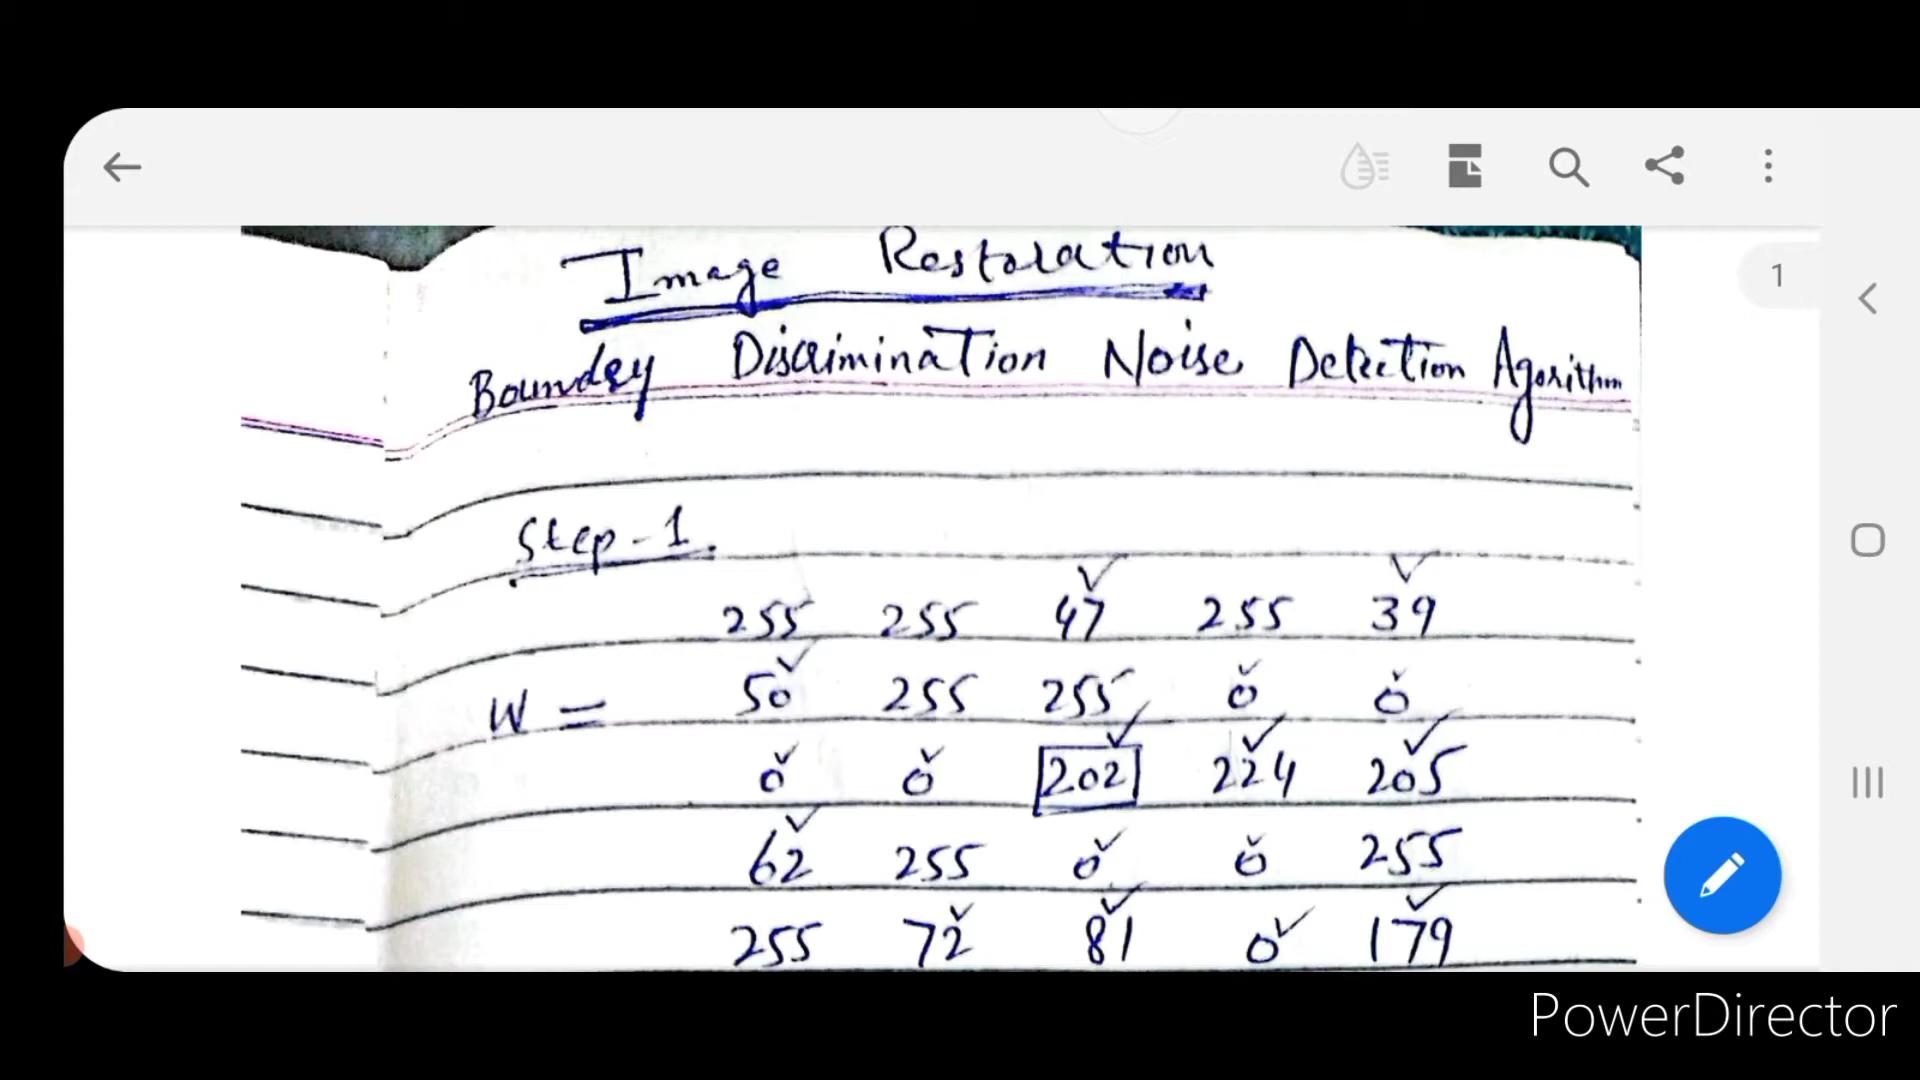 1
Image Restoration
Boundry Discrimination Noise Detection Agorithm
Step-1.
255 255 47 255 39
W = 50 255 255 0 0
0 0 202 224 205
62 255 0 0 255
255 72 81 0 179
PowerDirector